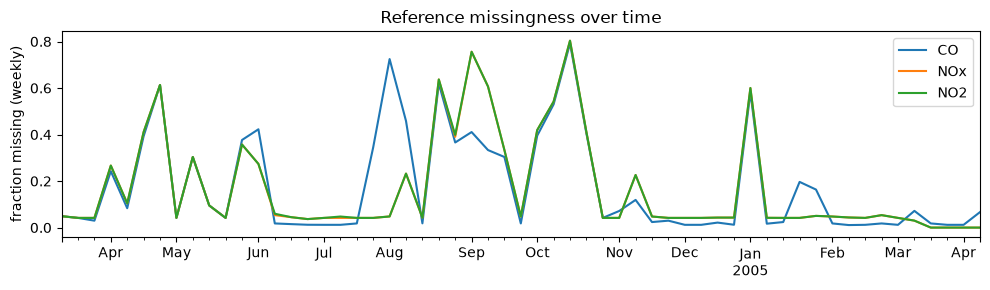 Reference missingness over time
fraction missing (weekly)
0.8
0.6
0.4
0.2
0.0
CO
NOx
NO2
Apr May Jun Jul Aug Sep Oct Nov Dec Jan Feb Mar Apr
2005